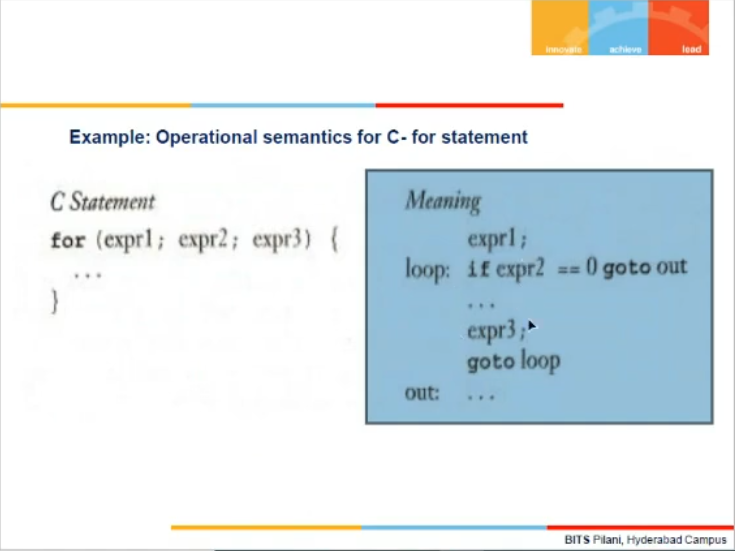 innovate achieve lead
Example: Operational semantics for C- for statement
C Statement
for (expr1; expr2; expr3) {
...
}
Meaning
expr1;
loop: if expr2 == 0 goto out
...
expr3;
goto loop
out: ...
BITS Pilani, Hyderabad Campus